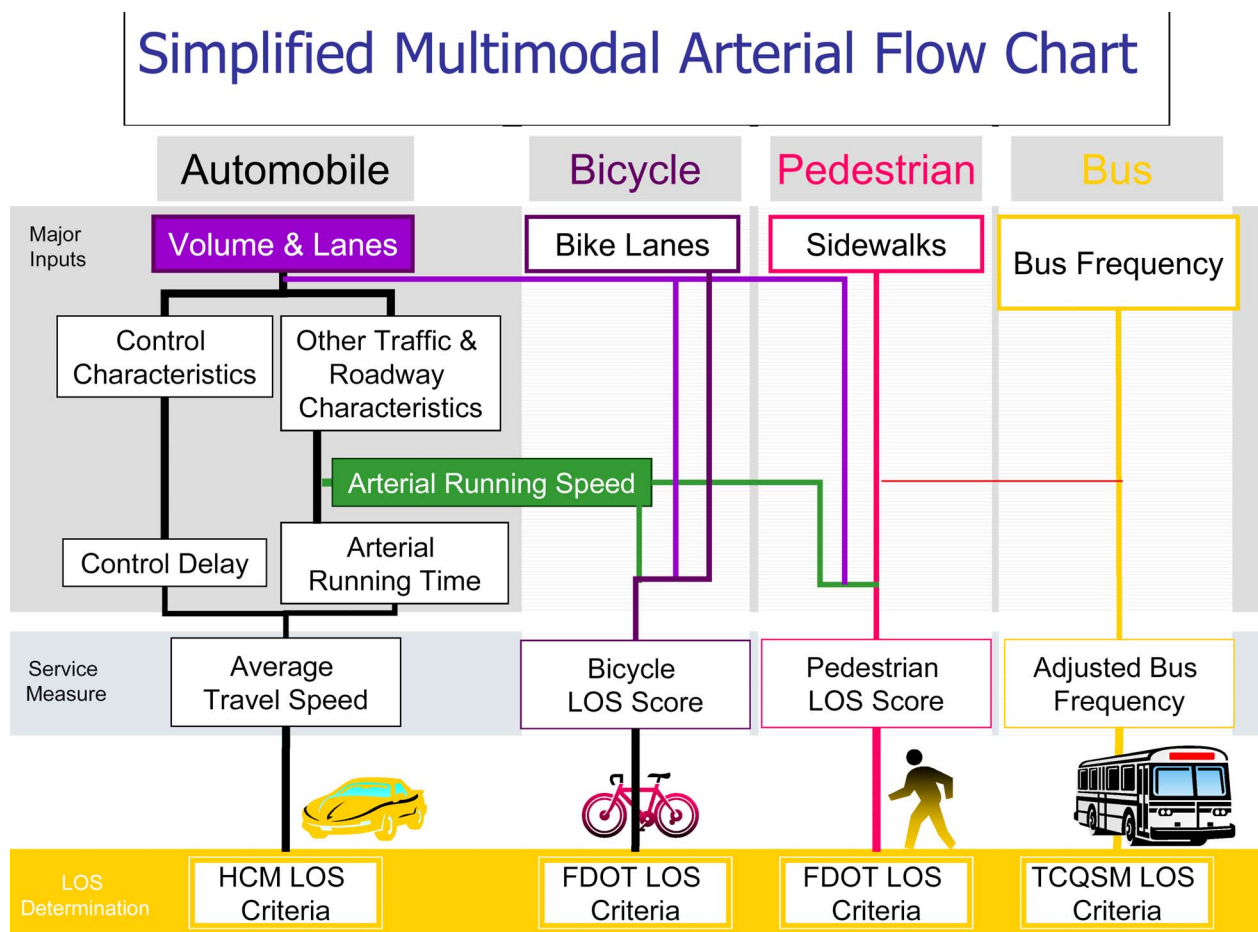 Simplified Multimodal Arterial Flow Chart
Automobile
Bicycle
Pedestrian
Bus
Major
Inputs
Volume & Lanes
Bike Lanes
Sidewalks
Bus Frequency
Control
Characteristics
Other Traffic &
Roadway
Characteristics
Arterial Running Speed
Control Delay
Arterial
Running Time
Service
Measure
Average
Travel Speed
Bicycle
LOS Score
Pedestrian
LOS Score
Adjusted Bus
Frequency
LOS
Determination
HCM LOS
Criteria
FDOT LOS
Criteria
FDOT LOS
Criteria
TCQSM LOS
Criteria